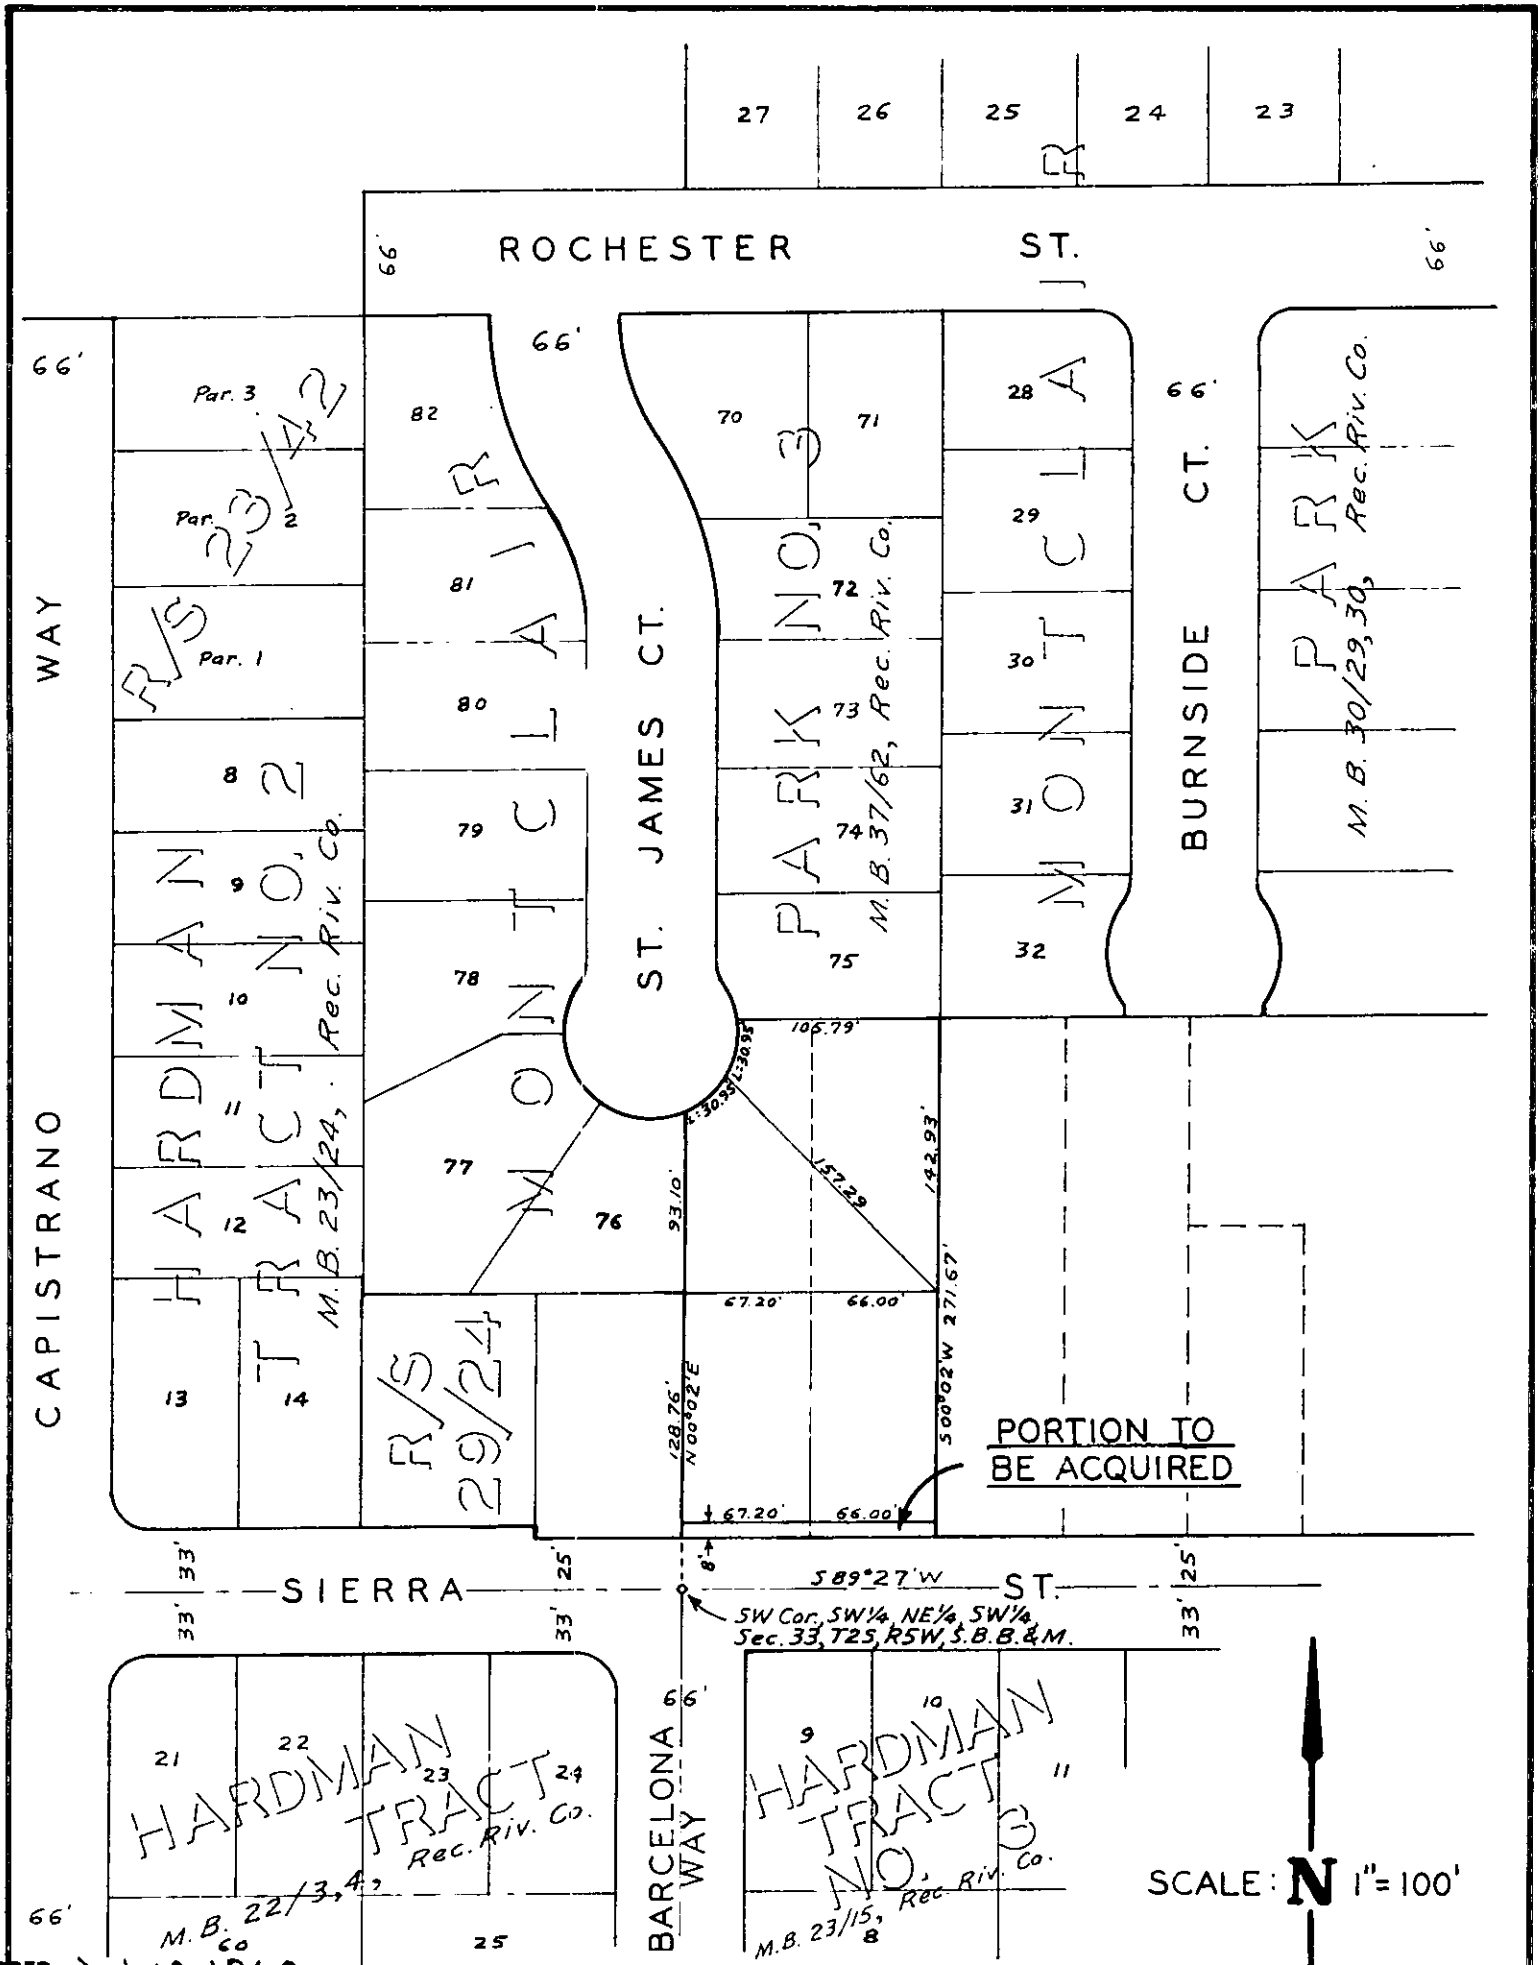 27 26 25 24 23
66' ROCHESTER ST. 66'
66'
WAY
CAPISTRANO
66'
Par. 3
Par. 2
Par. 1
R/S 23/42
8
9
10
11
12
13
14
HARDMAN
TRACT NO. 2
M.B. 23/24, Rec. Riv. Co.
82
81
80
79
78
77
76
MONTCLAIR
66'
ST. JAMES CT.
70
71
72
73
74
75
PARK NO. 3
M.B. 37/62, Rec. Riv. Co.
28
29
30
31
32
MONTCLAIR
66'
BURNSIDE CT.
PARK
M.B. 30/29,30, Rec. Riv. Co.
105.79'
L=30.95
L=30.95'
157.29
142.93'
93.10'
67.20' 66.00'
S00°02'W 271.67'
128.76'
N00°02'E
R/S
29/24
PORTION TO
BE ACQUIRED
67.20' 66.00'
8'
33' 25' 25'
SIERRA ST.
S89°27'W
33' 33' 33'
SW Cor., SW¼, NE¼, SW¼,
Sec. 33, T2S, R5W, S.B.B.&M.
66'
BARCELONA
WAY
21
22
23
24
HARDMAN
TRACT
Rec. Riv. Co.
M.B. 22/3,4,
60
25
9
10
11
HARDMAN
TRACT
NO. 3
M.B. 23/15, Rec. Riv. Co.
8
SCALE: N 1"=100'
66'